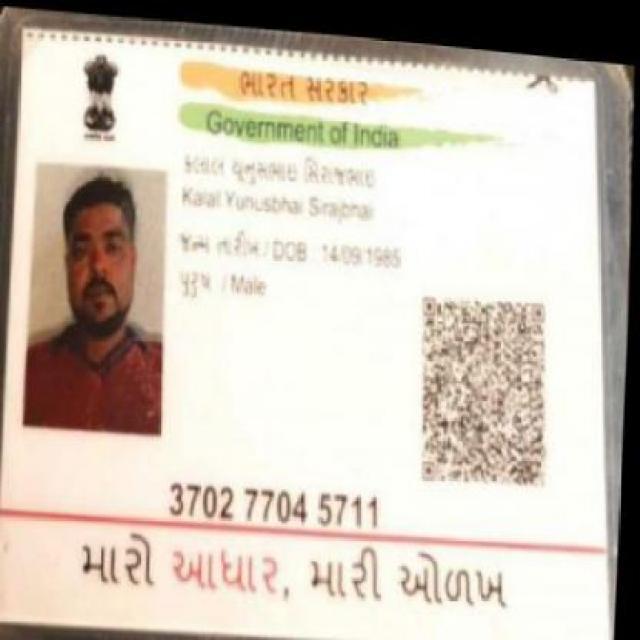 ભારત સરકાર
Government of India
કલાલ યુનુસભાઇ સિરાજભાઇ
Kalal Yunusbhai Sirajbhai
જન્મ તારીખ / DOB : 14/09/1985
પુરુષ / Male
3702 7704 5711
મારો આધાર, મારી ઓળખ